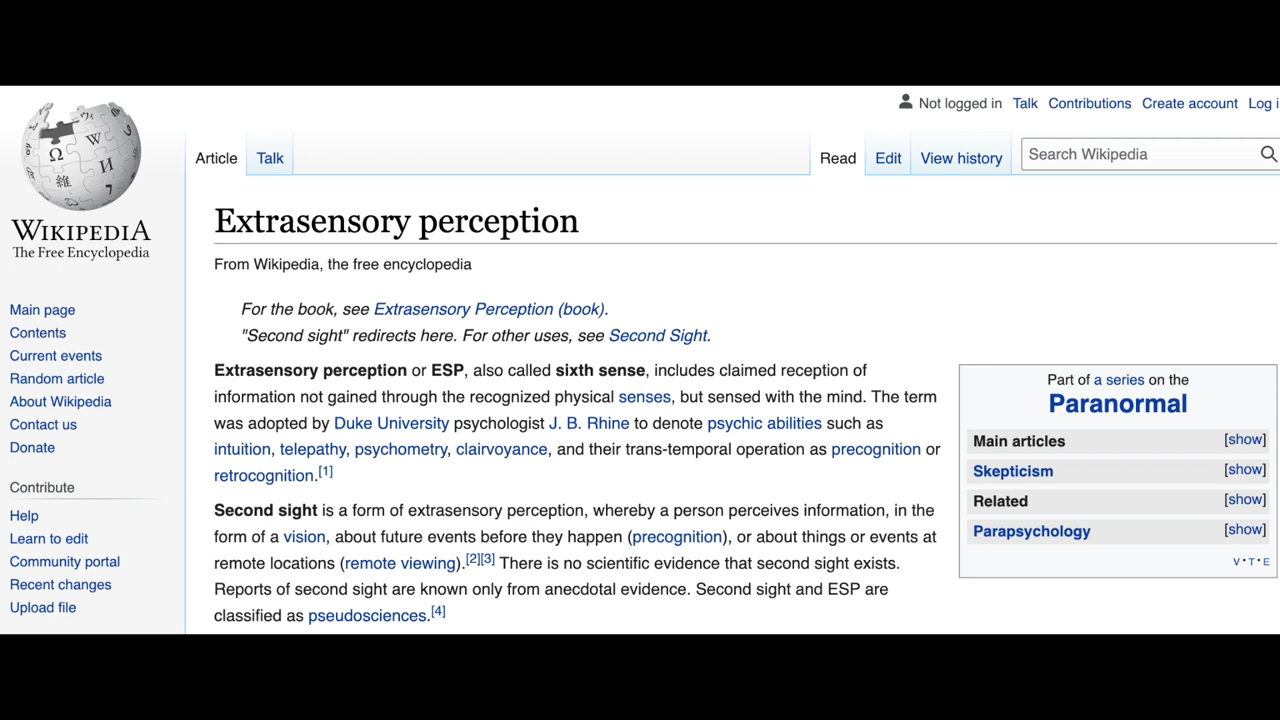 Not logged in Talk Contributions Create account Log i
Article Talk Read Edit View history Search Wikipedia
WIKIPEDIA
The Free Encyclopedia
Main page
Contents
Current events
Random article
About Wikipedia
Contact us
Donate
Contribute
Help
Learn to edit
Community portal
Recent changes
Upload file
Extrasensory perception
From Wikipedia, the free encyclopedia
For the book, see Extrasensory Perception (book).
"Second sight" redirects here. For other uses, see Second Sight.
Extrasensory perception or ESP, also called sixth sense, includes claimed reception of
information not gained through the recognized physical senses, but sensed with the mind. The term
was adopted by Duke University psychologist J. B. Rhine to denote psychic abilities such as
intuition, telepathy, psychometry, clairvoyance, and their trans-temporal operation as precognition or
retrocognition.[1]
Second sight is a form of extrasensory perception, whereby a person perceives information, in the
form of a vision, about future events before they happen (precognition), or about things or events at
remote locations (remote viewing).[2][3] There is no scientific evidence that second sight exists.
Reports of second sight are known only from anecdotal evidence. Second sight and ESP are
classified as pseudosciences.[4]
Part of a series on the
Paranormal
Main articles [show]
Skepticism [show]
Related [show]
Parapsychology [show]
V • T • E